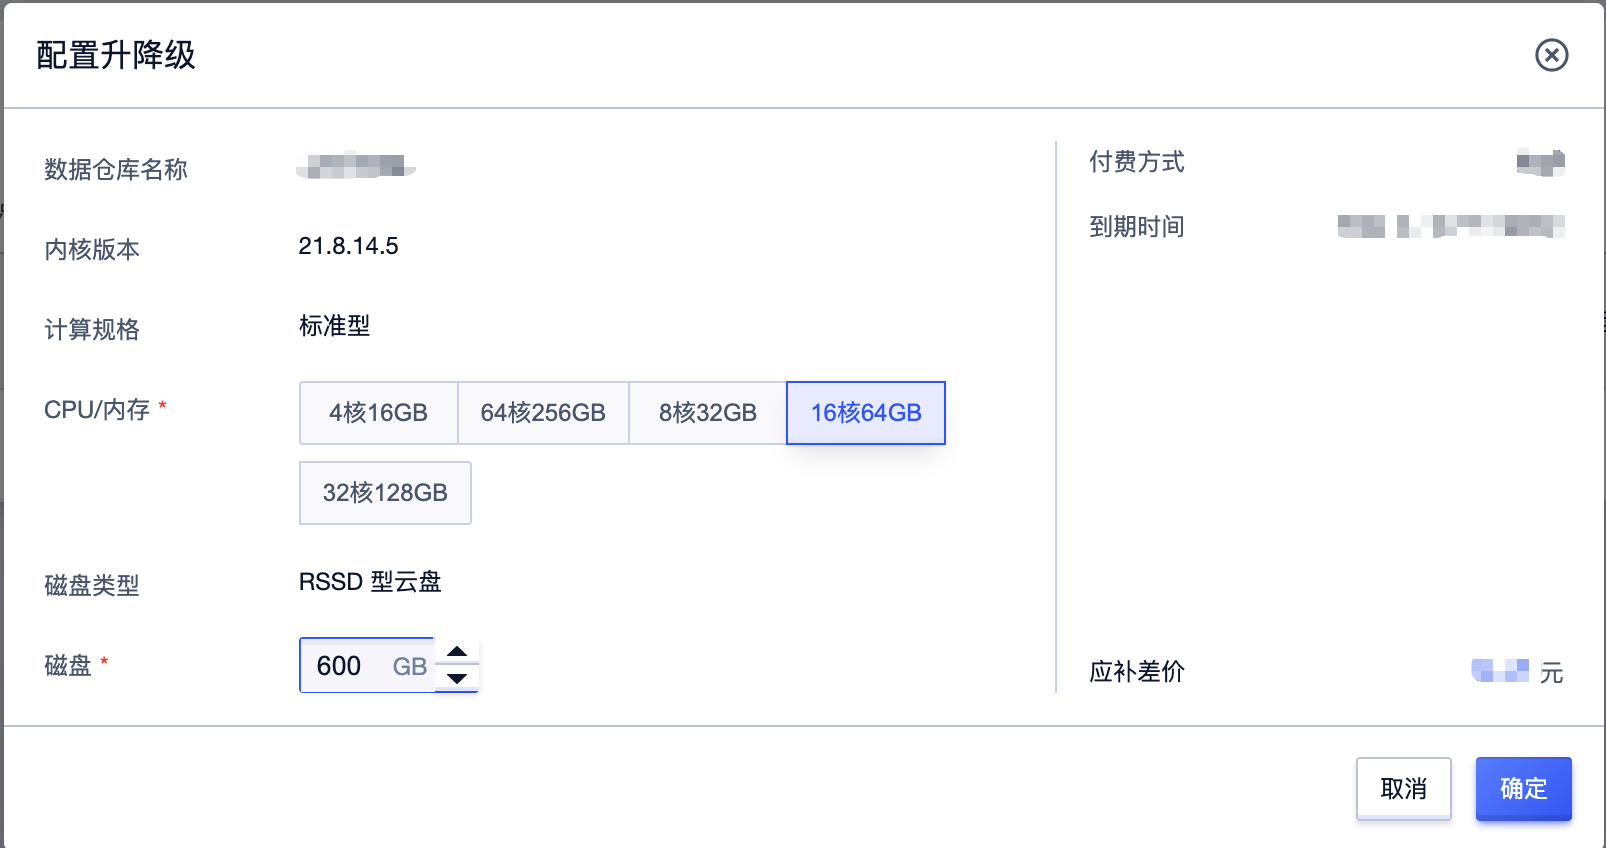 配置升降级
数据仓库名称
内核版本 21.8.14.5
计算规格 标准型
CPU/内存 * 4核16GB 64核256GB 8核32GB 16核64GB
32核128GB
磁盘类型 RSSD 型云盘
磁盘 * 600 GB
付费方式
到期时间
应补差价 元
取消 确定